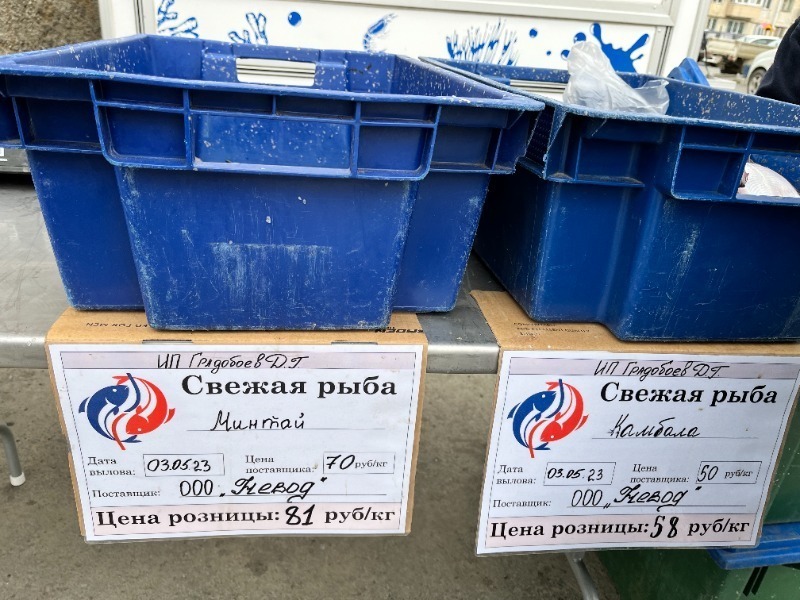 ИП Грядобоев Д.Г
Свежая рыба
Минтай
Дата вылова: 03.05.23
Цена поставщика: 70 руб/кг
Поставщик: ООО „Невод"
Цена розницы: 81 руб/кг
ИП Грядобоев Д.Г
Свежая рыба
Камбала
Дата вылова: 03.05.23
Цена поставщика: 50 руб/кг
Поставщик: ООО „Невод"
Цена розницы: 58 руб/кг